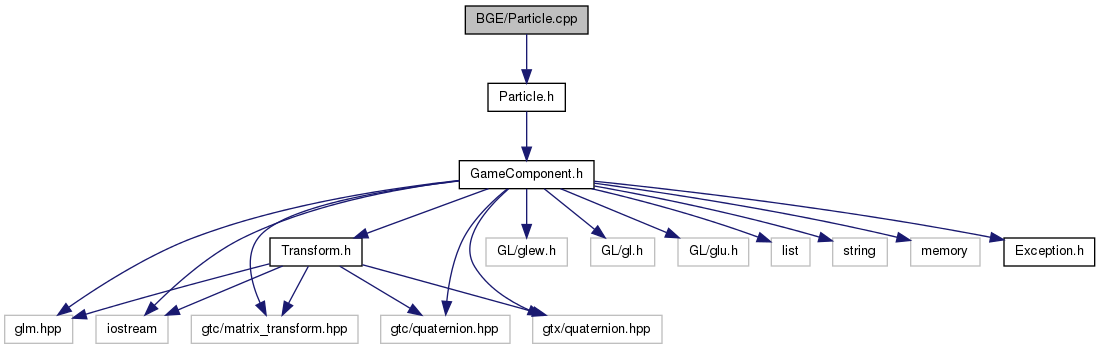 BGE/Particle.cpp
Particle.h
GameComponent.h
Transform.h
GL/glew.h
GL/gl.h
GL/glu.h
list
string
memory
Exception.h
glm.hpp
iostream
gtc/matrix_transform.hpp
gtc/quaternion.hpp
gtx/quaternion.hpp